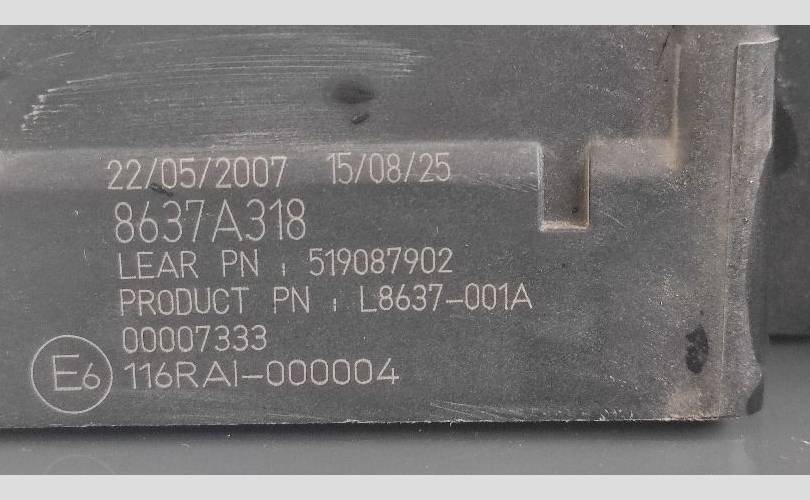 22/05/2007 15/08/25
8637A318
LEAR PN : 519087902
PRODUCT PN : L8637-001A
00007333
E6 116RAI-000004